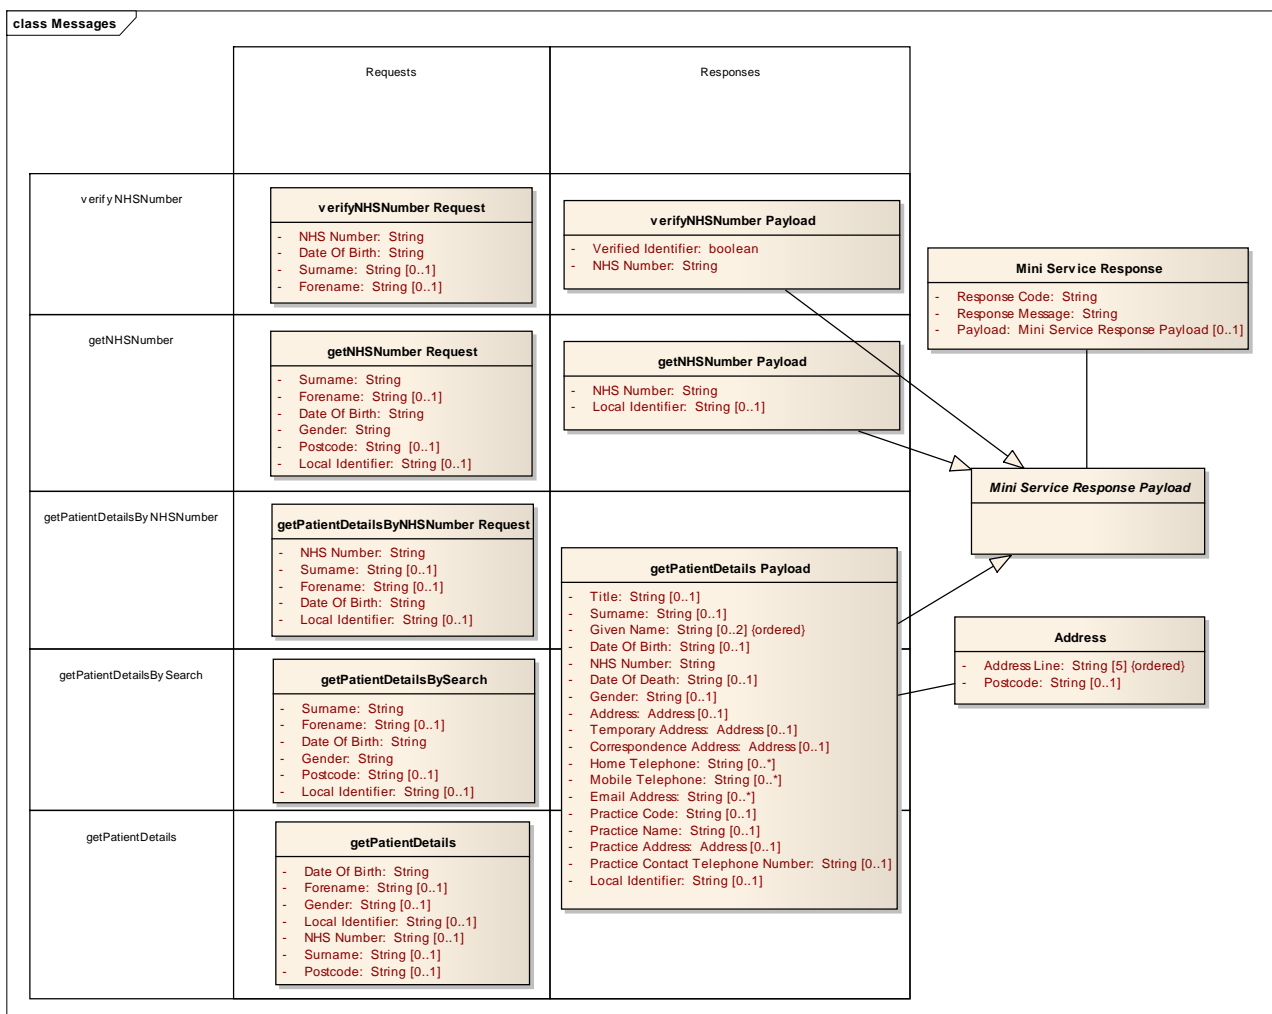 class Messages
Requests
Responses
verifyNHSNumber
verifyNHSNumber Request
- NHS Number: String
- Date Of Birth: String
- Surname: String [0..1]
- Forename: String [0..1]
verifyNHSNumber Payload
- Verified Identifier: boolean
- NHS Number: String
Mini Service Response
- Response Code: String
- Response Message: String
- Payload: Mini Service Response Payload [0..1]
getNHSNumber
getNHSNumber Request
- Surname: String
- Forename: String [0..1]
- Date Of Birth: String
- Gender: String
- Postcode: String [0..1]
- Local Identifier: String [0..1]
getNHSNumber Payload
- NHS Number: String
- Local Identifier: String [0..1]
Mini Service Response Payload
getPatientDetailsByNHSNumber
getPatientDetailsByNHSNumber Request
- NHS Number: String
- Surname: String [0..1]
- Forename: String [0..1]
- Date Of Birth: String
- Local Identifier: String [0..1]
getPatientDetails Payload
- Title: String [0..1]
- Surname: String [0..1]
- Given Name: String [0..2] {ordered}
- Date Of Birth: String [0..1]
- NHS Number: String
- Date Of Death: String [0..1]
- Gender: String [0..1]
- Address: Address [0..1]
- Temporary Address: Address [0..1]
- Correspondence Address: Address [0..1]
- Home Telephone: String [0..*]
- Mobile Telephone: String [0..*]
- Email Address: String [0..*]
- Practice Code: String [0..1]
- Practice Name: String [0..1]
- Practice Address: Address [0..1]
- Practice Contact Telephone Number: String [0..1]
- Local Identifier: String [0..1]
Address
- Address Line: String [5] {ordered}
- Postcode: String [0..1]
getPatientDetailsBySearch
getPatientDetailsBySearch
- Surname: String
- Forename: String [0..1]
- Date Of Birth: String
- Gender: String
- Postcode: String [0..1]
- Local Identifier: String [0..1]
getPatientDetails
getPatientDetails
- Date Of Birth: String
- Forename: String [0..1]
- Gender: String [0..1]
- Local Identifier: String [0..1]
- NHS Number: String [0..1]
- Surname: String [0..1]
- Postcode: String [0..1]